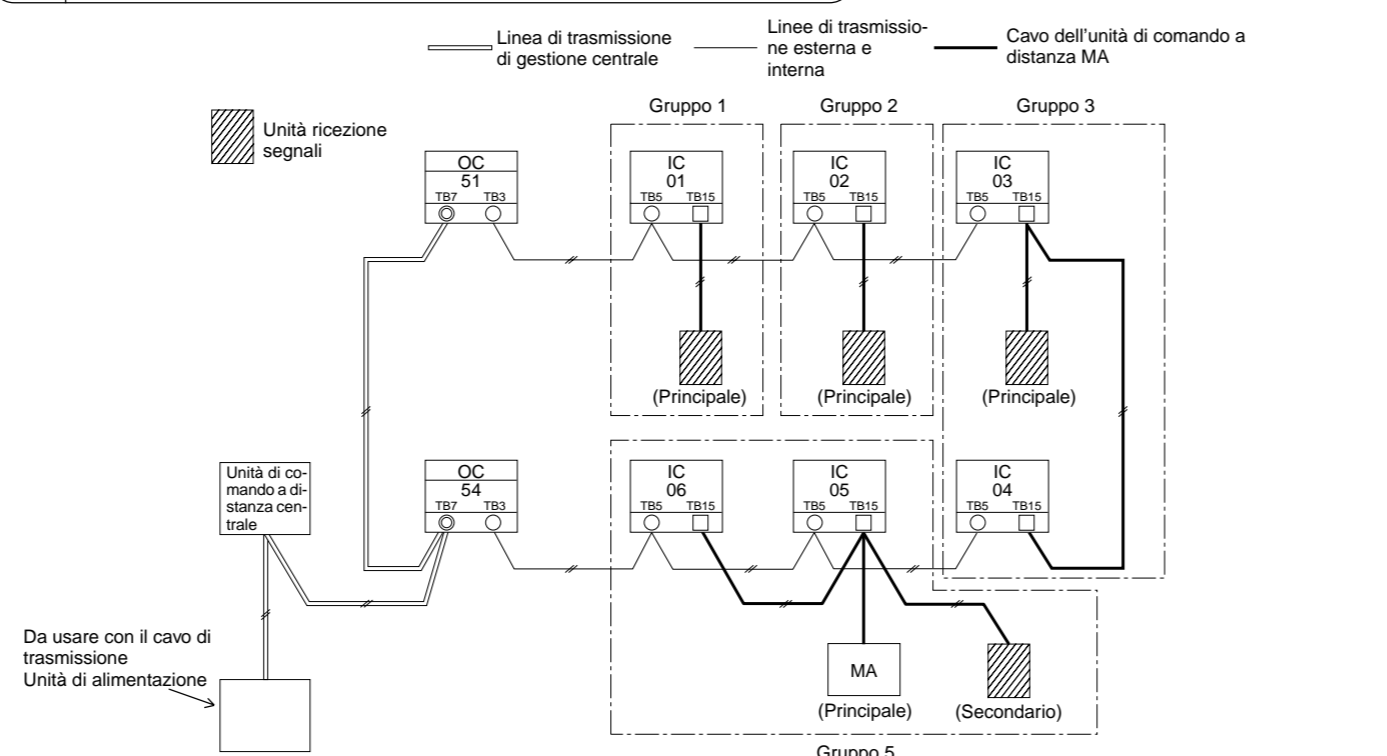 Linea di trasmissione
di gestione centrale
Linee di trasmissio-
ne esterna e
interna
Cavo dell'unità di comando a
distanza MA
Unità ricezione
segnali
Gruppo 1
Gruppo 2
Gruppo 3
OC
51
TB7 TB3
IC
01
TB5 TB15
IC
02
TB5 TB15
IC
03
TB5 TB15
(Principale)
(Principale)
(Principale)
Unità di co-
mando a di-
stanza cen-
trale
OC
54
TB7 TB3
IC
06
TB5 TB15
IC
05
TB5 TB15
IC
04
TB5 TB15
Da usare con il cavo di
trasmissione
Unità di alimentazione
MA
(Principale)
(Secondario)
Gruppo 5